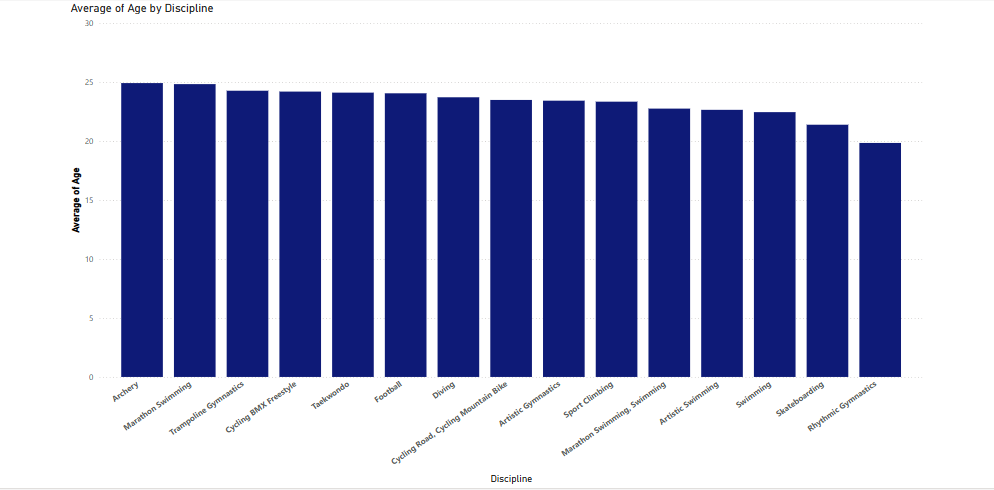 Average of Age by Discipline
30
25
20
15
10
5
0
Average of Age
Archery
Marathon Swimming
Trampoline Gymnastics
Cycling BMX Freestyle
Taekwondo
Football
Diving
Cycling Road, Cycling Mountain Bike
Artistic Gymnastics
Sport Climbing
Marathon Swimming, Swimming
Artistic Swimming
Swimming
Skateboarding
Rhythmic Gymnastics
Discipline